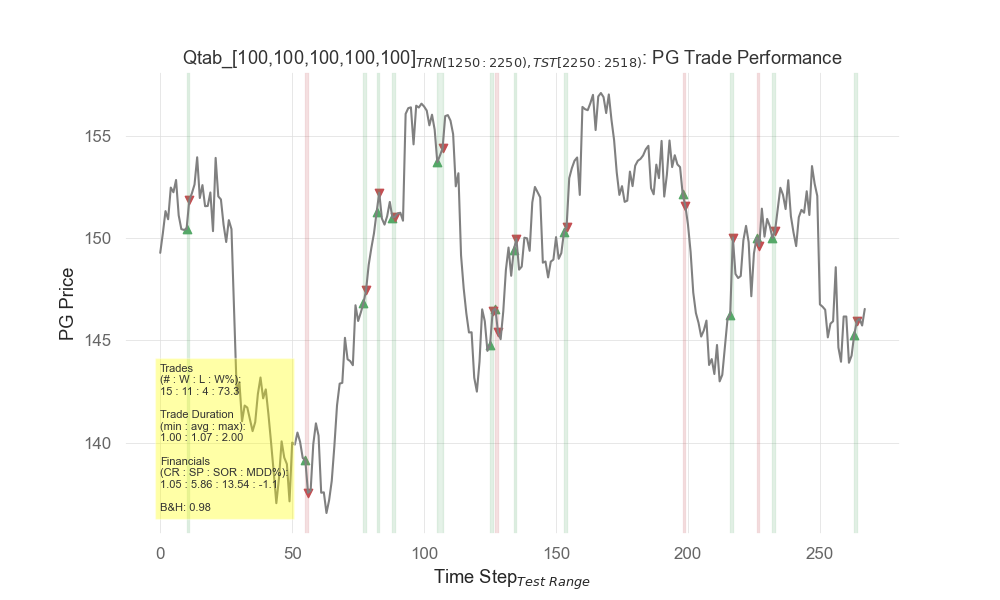 Qtab_[100,100,100,100,100]TRN[1250:2250),TST[2250:2518): PG Trade Performance
155
150
145
140
PG Price
Trades
(# : W : L : W%):
15 : 11 : 4 : 73.3
Trade Duration
(min : avg : max):
1.00 : 1.07 : 2.00
Financials
(CR : SP : SOR : MDD%):
1.05 : 5.86 : 13.54 : -1.1
B&H: 0.98
0 50 100 150 200 250
Time StepTest Range